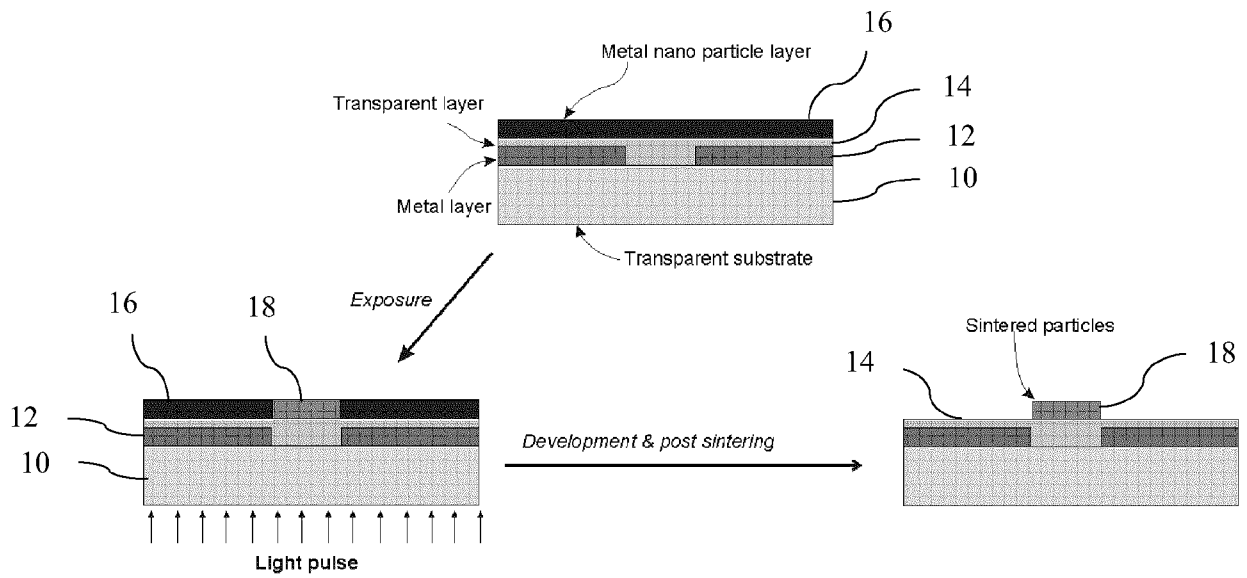 16
Metal nano particle layer
14
Transparent layer
12
10
Metal layer
Transparent substrate
Exposure
16
18
Sintered particles
14
18
12
Development & post sintering
10
Light pulse